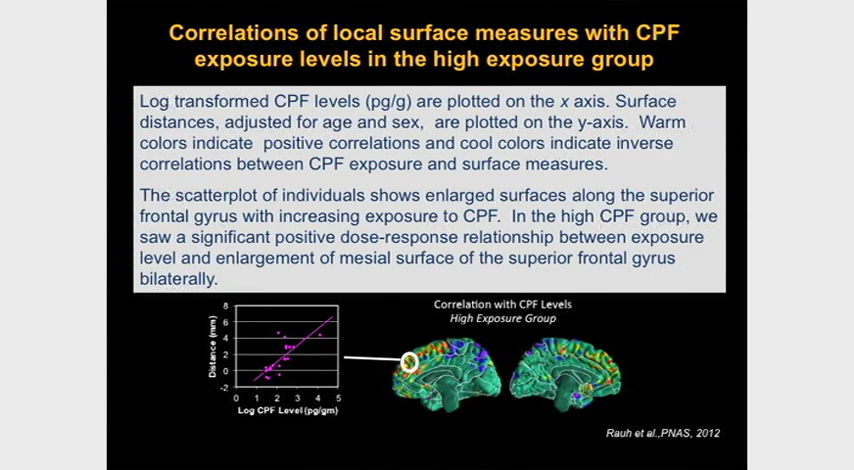 Correlations of local surface measures with CPF
exposure levels in the high exposure group
Log transformed CPF levels (pg/g) are plotted on the x axis. Surface
distances, adjusted for age and sex, are plotted on the y-axis. Warm
colors indicate positive correlations and cool colors indicate inverse
correlations between CPF exposure and surface measures.
The scatterplot of individuals shows enlarged surfaces along the superior
frontal gyrus with increasing exposure to CPF. In the high CPF group, we
saw a significant positive dose-response relationship between exposure
level and enlargement of mesial surface of the superior frontal gyrus
bilaterally.
Correlation with CPF Levels
High Exposure Group
Distance (mm)
8
6
4
2
0
-2
0 1 2 3 4 5
Log CPF Level (pg/gm)
Rauh et al.,PNAS, 2012